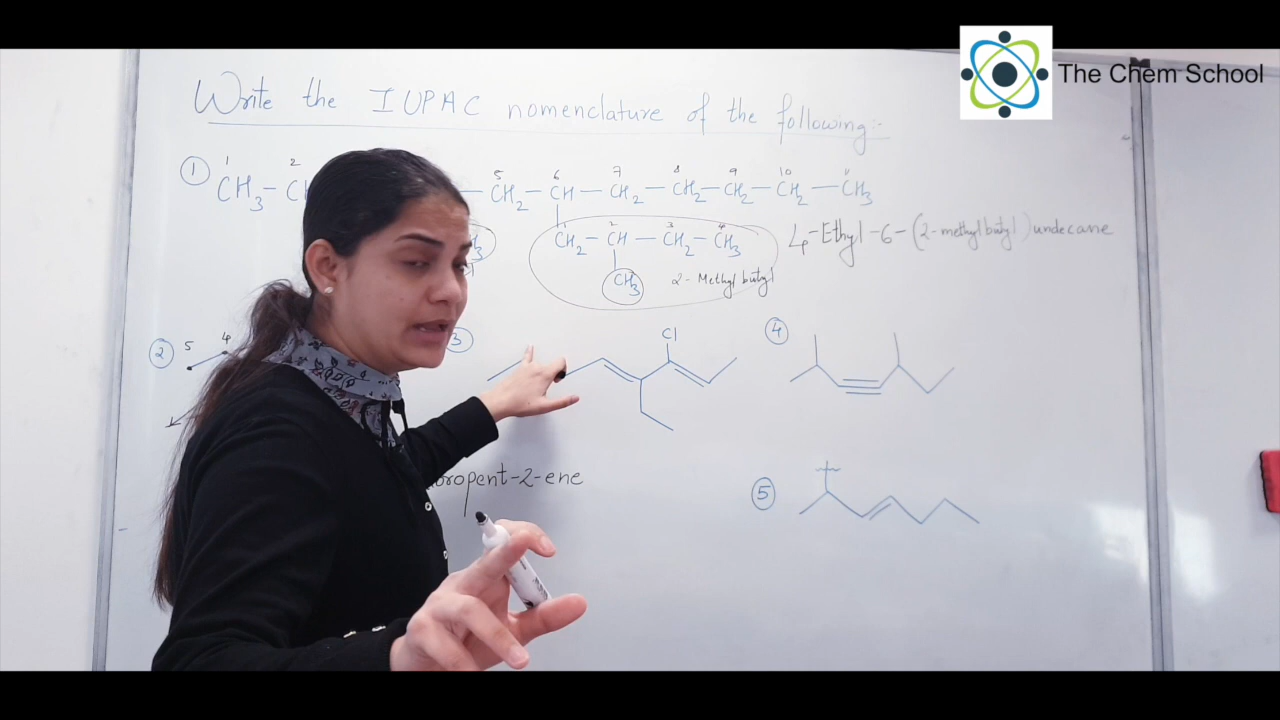 The Chem School
Write the IUPAC nomenclature of the following:-
1 2 5 6 7 8 9 10 11
① CH3 - CH CH2 - CH - CH2 - CH2 - CH2 - CH2 - CH3
1 2 3 4
CH2 - CH - CH2 - CH3
CH3
2-Methyl butyl
4-Ethyl-6-(2-methylbutyl)undecane
② 5 4
③ Cl
④
⑤
oropent-2-ene